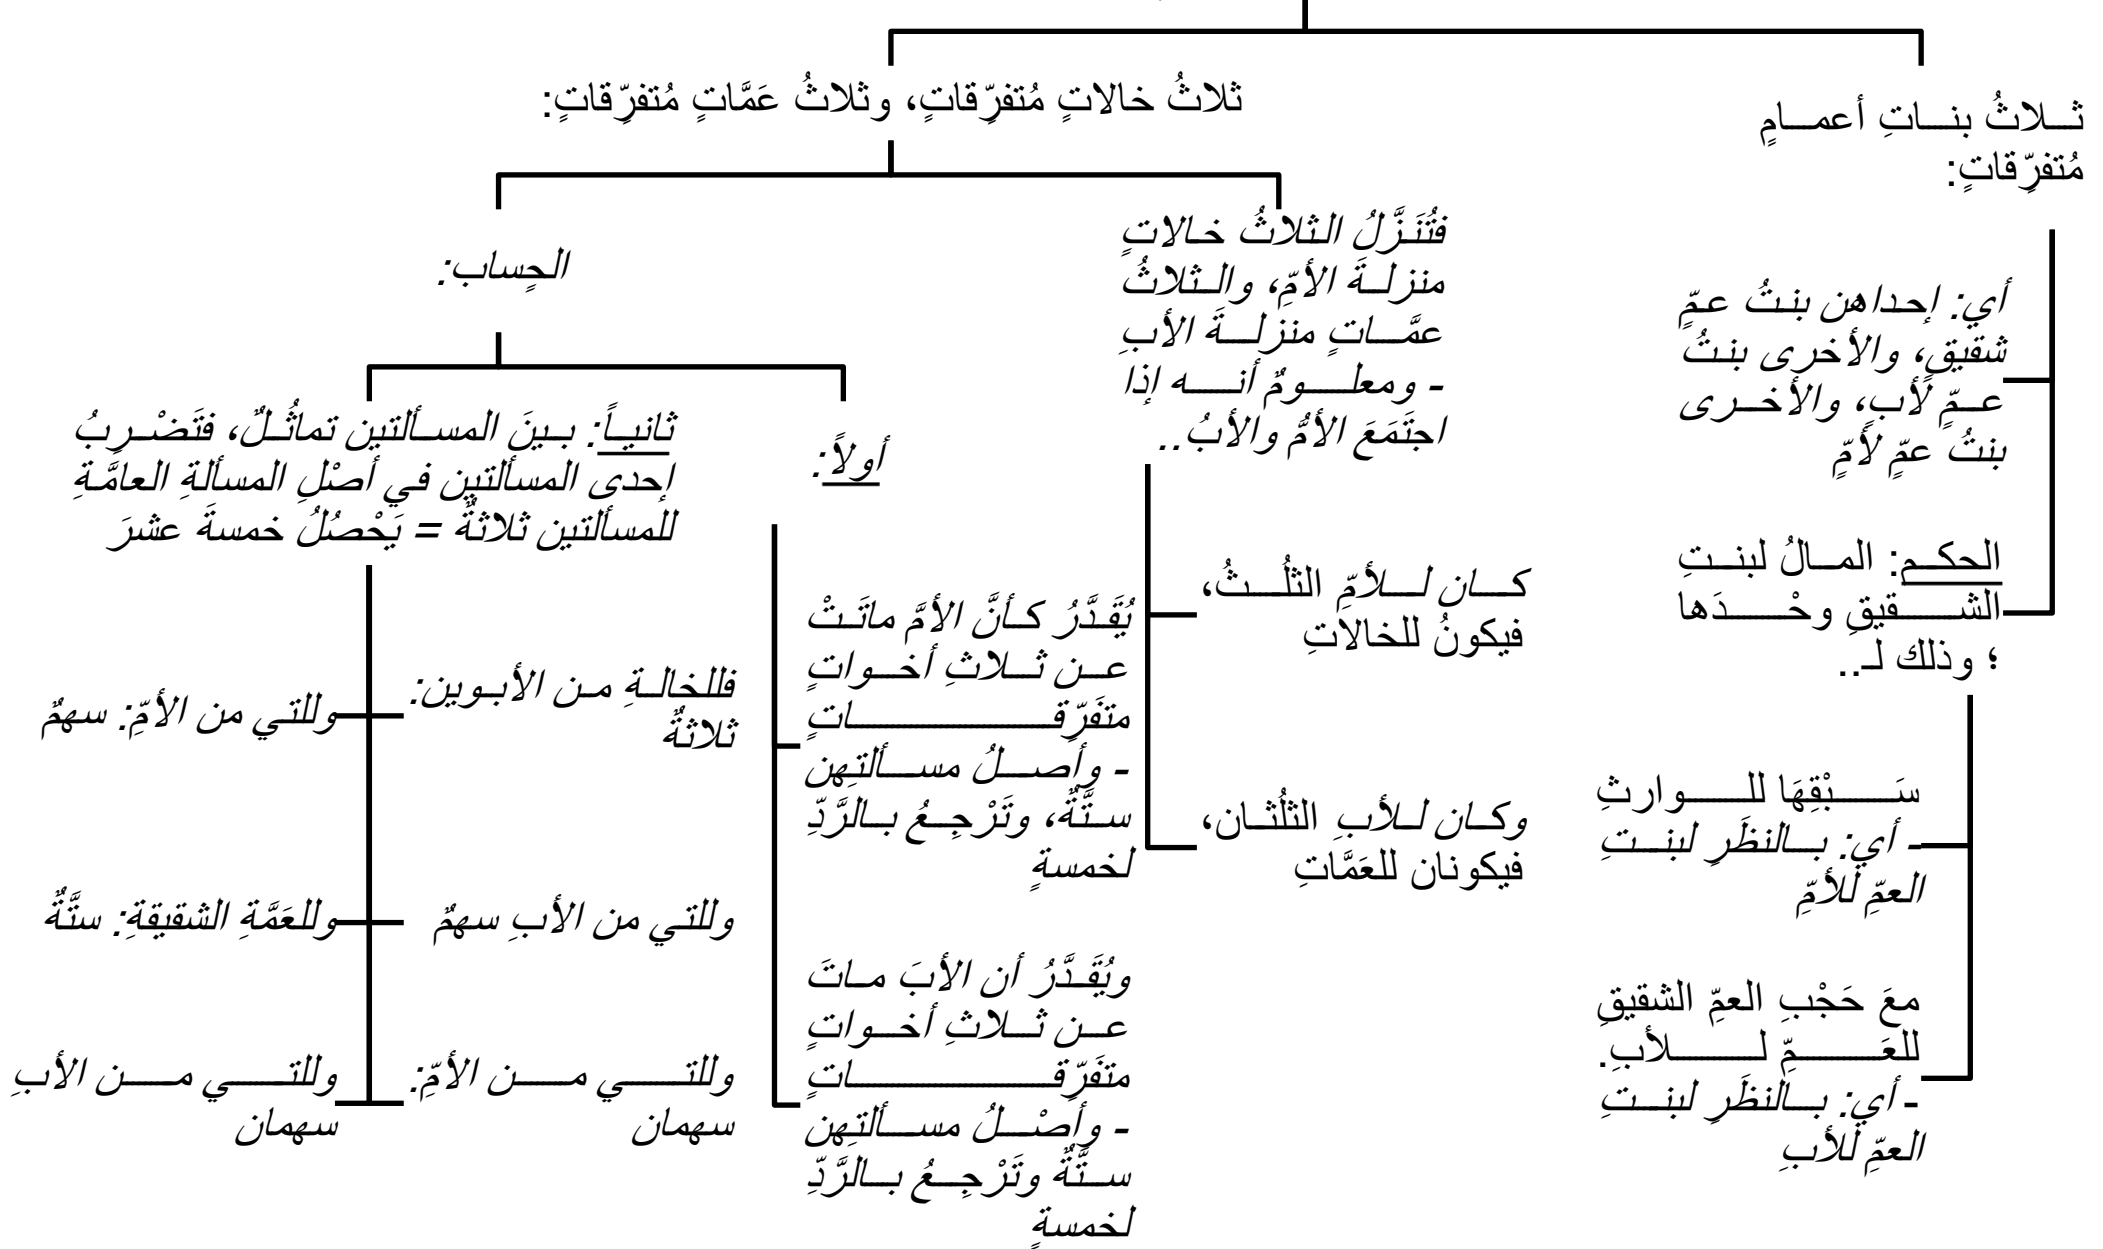 ثلاثُ بناتِ أعمامٍ
مُتفرِّقاتٍ:
أي: إحداهن بنتُ عمٍّ
شقيقٍ، والأخرى بنتُ
عمٍّ لأبٍ، والأخرى
بنتُ عمٍّ لأمٍّ
الحكم: المالُ لبنتِ
الشقيقِ وحْدَها
؛ وذلك لـ..
سَبْقِهَا للوارثِ
- أي: بالنظَرِ لبنتِ
العمِّ للأمِّ
معَ حَجْبِ العمِّ الشقيقِ
للعَمِّ للأبِ.
- أي: بالنظَرِ لبنتِ
العمِّ للأبِ
ثلاثُ خالاتٍ مُتفرِّقاتٍ، وثلاثُ عَمَّاتٍ مُتفرِّقاتٍ:
فتُنَزَّلُ الثلاثُ خالاتٍ
منزلةَ الأمِّ، والثلاثُ
عمَّاتٍ منزلةَ الأبِ
- ومعلومٌ أنه إذا
اجتَمَعَ الأمُّ والأبُ..
كان للأمِّ الثلُثُ،
فيكونُ للخالاتِ
وكان للأبِ الثلُثان،
فيكونان للعَمَّاتِ
الحِساب:
أولاً:
يُقَدَّرُ كأنَّ الأمَّ ماتَتْ
عن ثلاثِ أخواتٍ
متفَرِّقاتٍ
- وأصلُ مسألتِهن
ستَّةٌ، وتَرْجِعُ بالرَّدِّ
لخمسةٍ
ويُقَدَّرُ أن الأبَ ماتَ
عن ثلاثِ أخواتٍ
متفَرِّقاتٍ
- وأصْلُ مسألتِهن
ستَّةٌ وتَرْجِعُ بالرَّدِّ
لخمسةٍ
ثانياً: بينَ المسألتين تماثُلٌ، فتَضْرِبُ
إحدى المسألتين في أصْلِ المسألةِ العامَّةِ
للمسألتين ثلاثةٌ = يَحْصُلُ خمسةَ عشرَ
فللخالةِ من الأبوين:
ثلاثةٌ
وللتي من الأمِّ: سهمٌ
وللتي من الأبِ سهمٌ
وللعَمَّةِ الشقيقةِ: ستَّةٌ
وللتي من الأمِّ:
سهمان
وللتي من الأبِ
سهمان